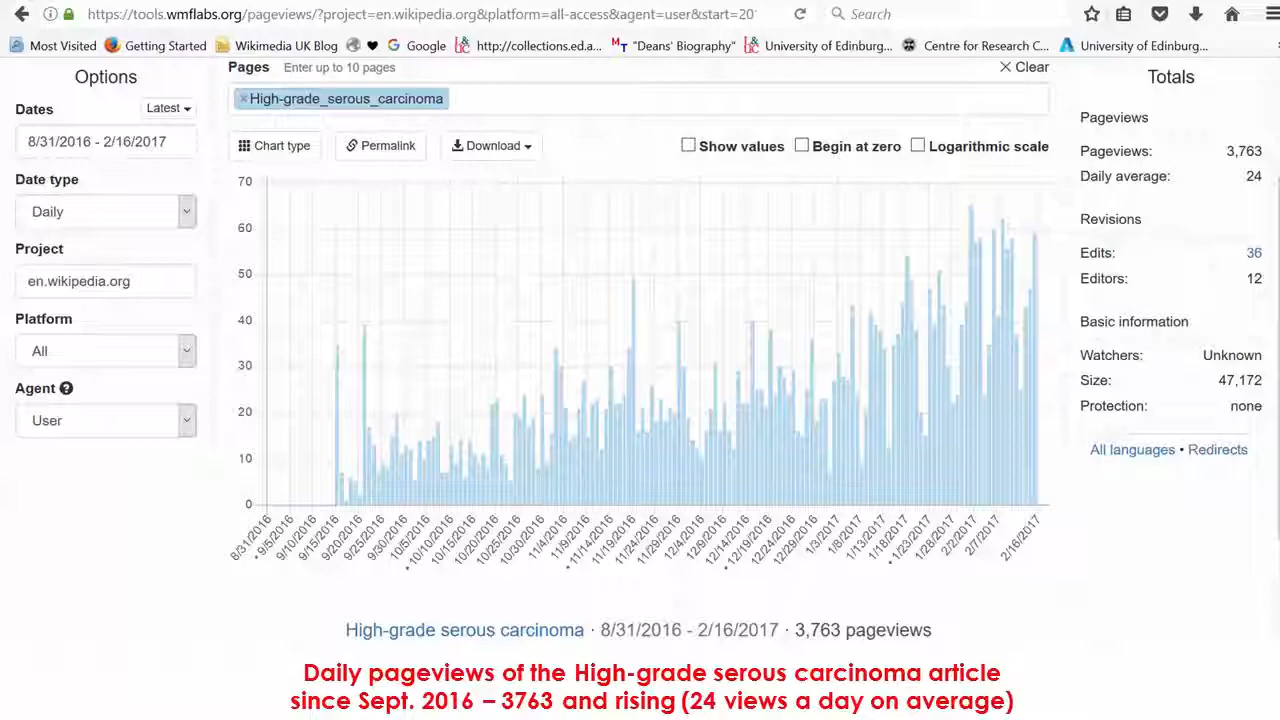 https://tools.wmflabs.org/pageviews/?project=en.wikipedia.org&platform=all-access&agent=user&start=20
Search
Most Visited Getting Started Wikimedia UK Blog Google http://collections.ed.a... "Deans' Biography" University of Edinburg... Centre for Research C... University of Edinburg...
Options
Dates
Latest
8/31/2016 - 2/16/2017
Date type
Daily
Project
en.wikipedia.org
Platform
All
Agent
User
Pages Enter up to 10 pages
Clear
×High-grade_serous_carcinoma
Chart type Permalink Download
Show values Begin at zero Logarithmic scale
70
60
50
40
30
20
10
0
8/31/2016 9/5/2016 9/10/2016 9/15/2016 9/20/2016 9/25/2016 9/30/2016 10/5/2016 10/10/2016 10/15/2016 10/20/2016 10/25/2016 10/30/2016 11/4/2016 11/9/2016 11/14/2016 11/19/2016 11/24/2016 11/29/2016 12/4/2016 12/9/2016 12/14/2016 12/19/2016 12/24/2016 12/29/2016 1/3/2017 1/8/2017 1/13/2017 1/18/2017 1/23/2017 1/28/2017 2/2/2017 2/7/2017 2/16/2017
High-grade serous carcinoma · 8/31/2016 - 2/16/2017 · 3,763 pageviews
Totals
Pageviews
Pageviews: 3,763
Daily average: 24
Revisions
Edits: 36
Editors: 12
Basic information
Watchers: Unknown
Size: 47,172
Protection: none
All languages • Redirects
Daily pageviews of the High-grade serous carcinoma article
since Sept. 2016 – 3763 and rising (24 views a day on average)